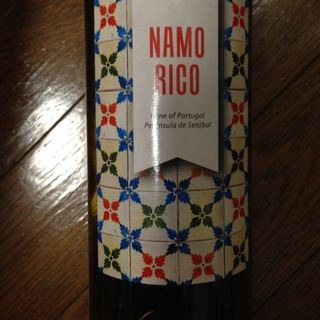 NAMO
RICO
Wine of Portugal
Península de Setúbal